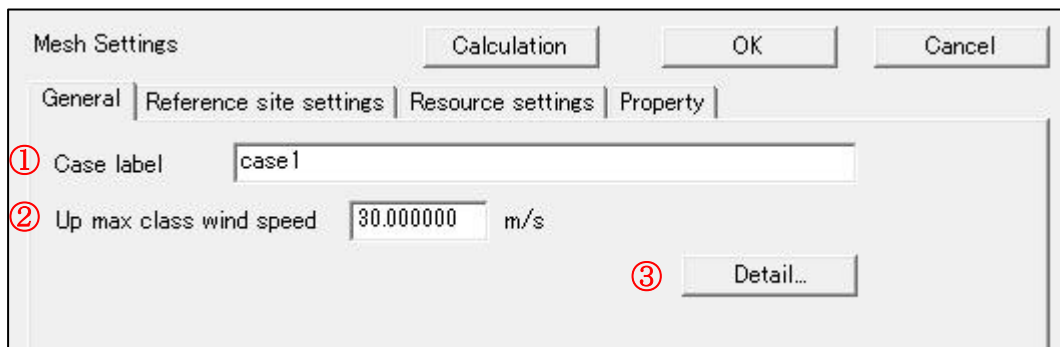 Mesh Settings Calculation OK Cancel
General Reference site settings Resource settings Property
① Case label case1
② Up max class wind speed 30.000000 m/s
③ Detail...